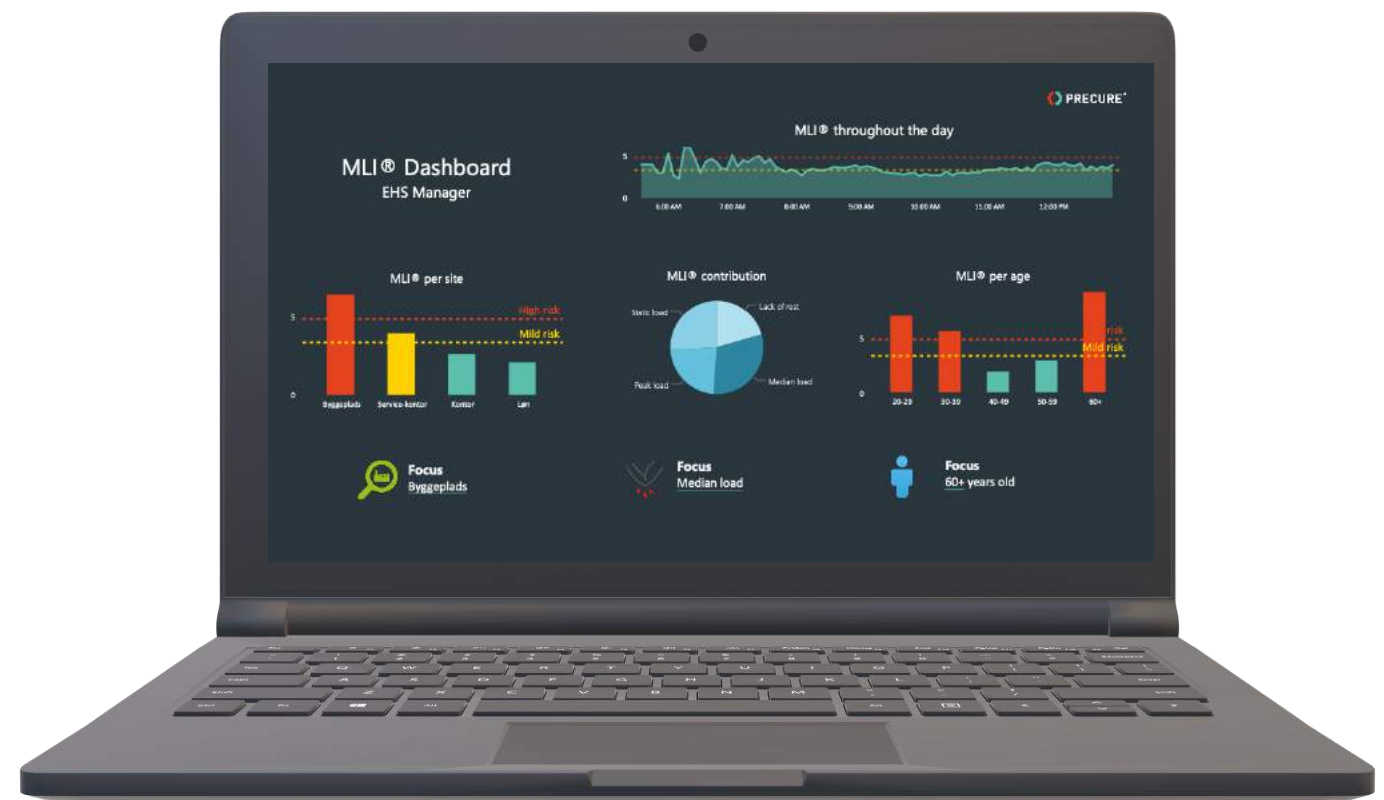 PRECURE
MLI® Dashboard
EHS Manager
MLI® throughout the day
5
0
6:00 AM
7:00 AM
8:00 AM
9:00 AM
10:00 AM
11:00 AM
12:00 PM
MLI® per site
5
0
High risk
Mild risk
Byggeplads
Service-kontor
Kontor
Løn
MLI® contribution
Static load
Lack of rest
Peak load
Median load
MLI® per age
5
0
risk
Mild risk
20-29
30-39
40-49
50-59
60+
Focus
Byggeplads
Focus
Median load
Focus
60+ years old